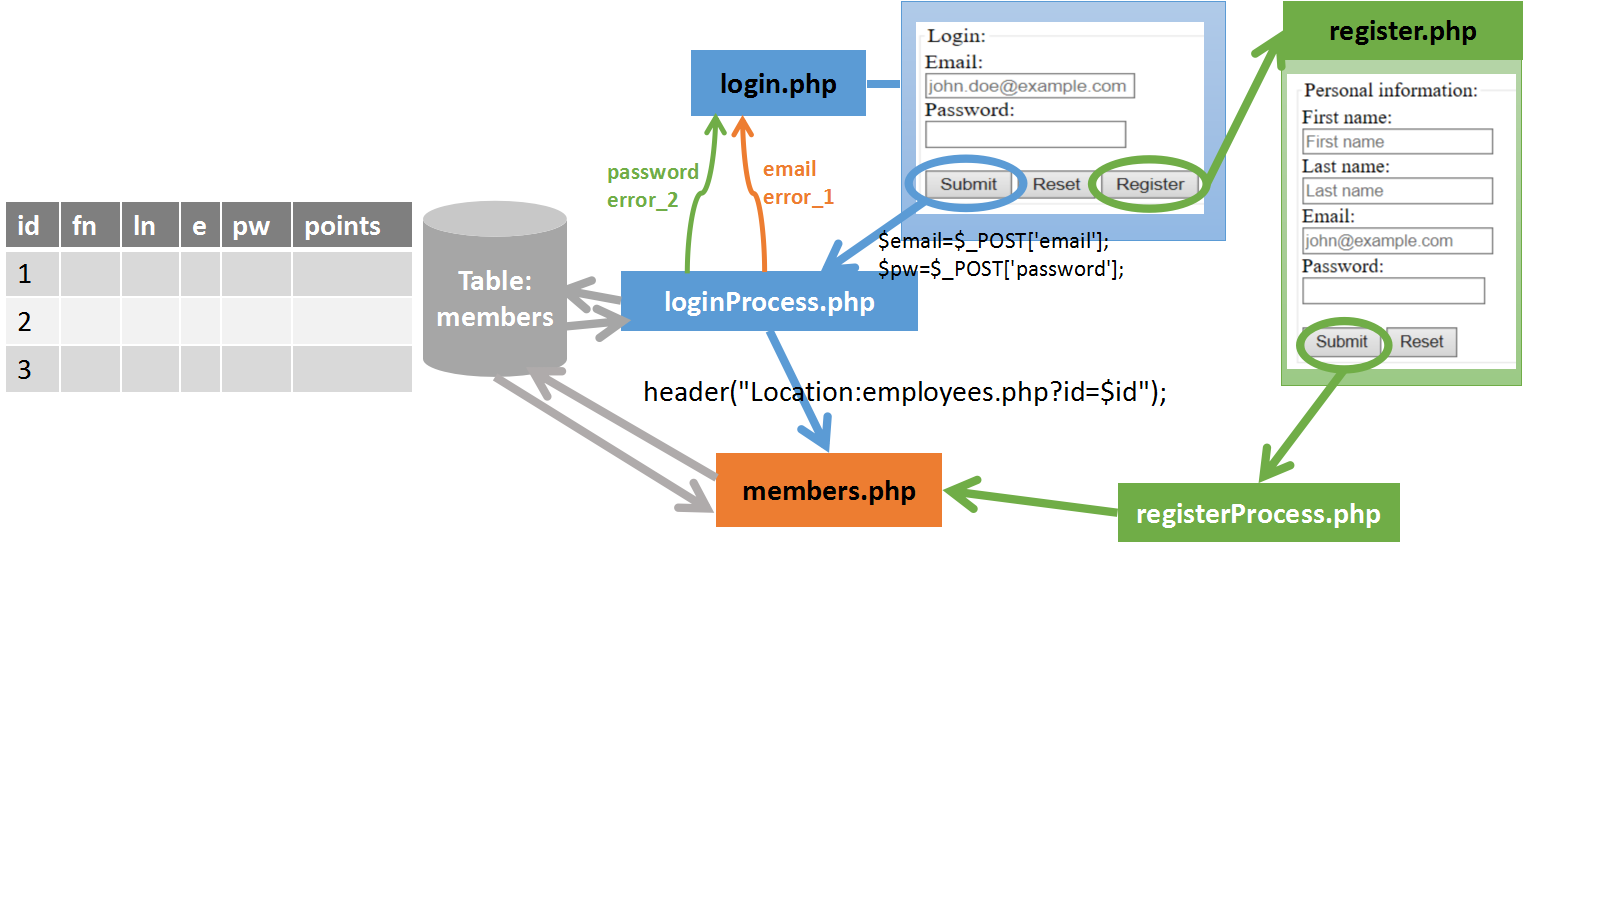 id fn ln e pw points
1
2
3
Table:
members
login.php
password
error_2
email
error_1
loginProcess.php
Login:
Email:
john.doe@example.com
Password:
Submit Reset Register
$email=$_POST['email'];
$pw=$_POST['password'];
header("Location:employees.php?id=$id");
members.php
register.php
Personal information:
First name:
First name
Last name:
Last name
Email:
john@example.com
Password:
Submit Reset
registerProcess.php